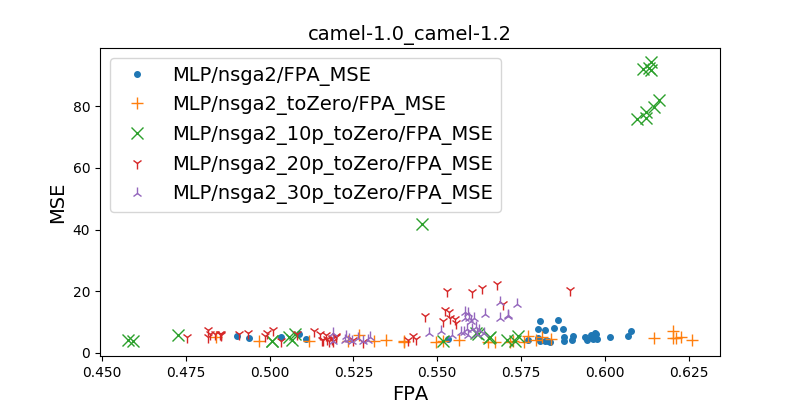 camel-1.0_camel-1.2
MLP/nsga2/FPA_MSE
MLP/nsga2_toZero/FPA_MSE
MLP/nsga2_10p_toZero/FPA_MSE
MLP/nsga2_20p_toZero/FPA_MSE
MLP/nsga2_30p_toZero/FPA_MSE
MSE
80
60
40
20
0
0.450 0.475 0.500 0.525 0.550 0.575 0.600 0.625
FPA